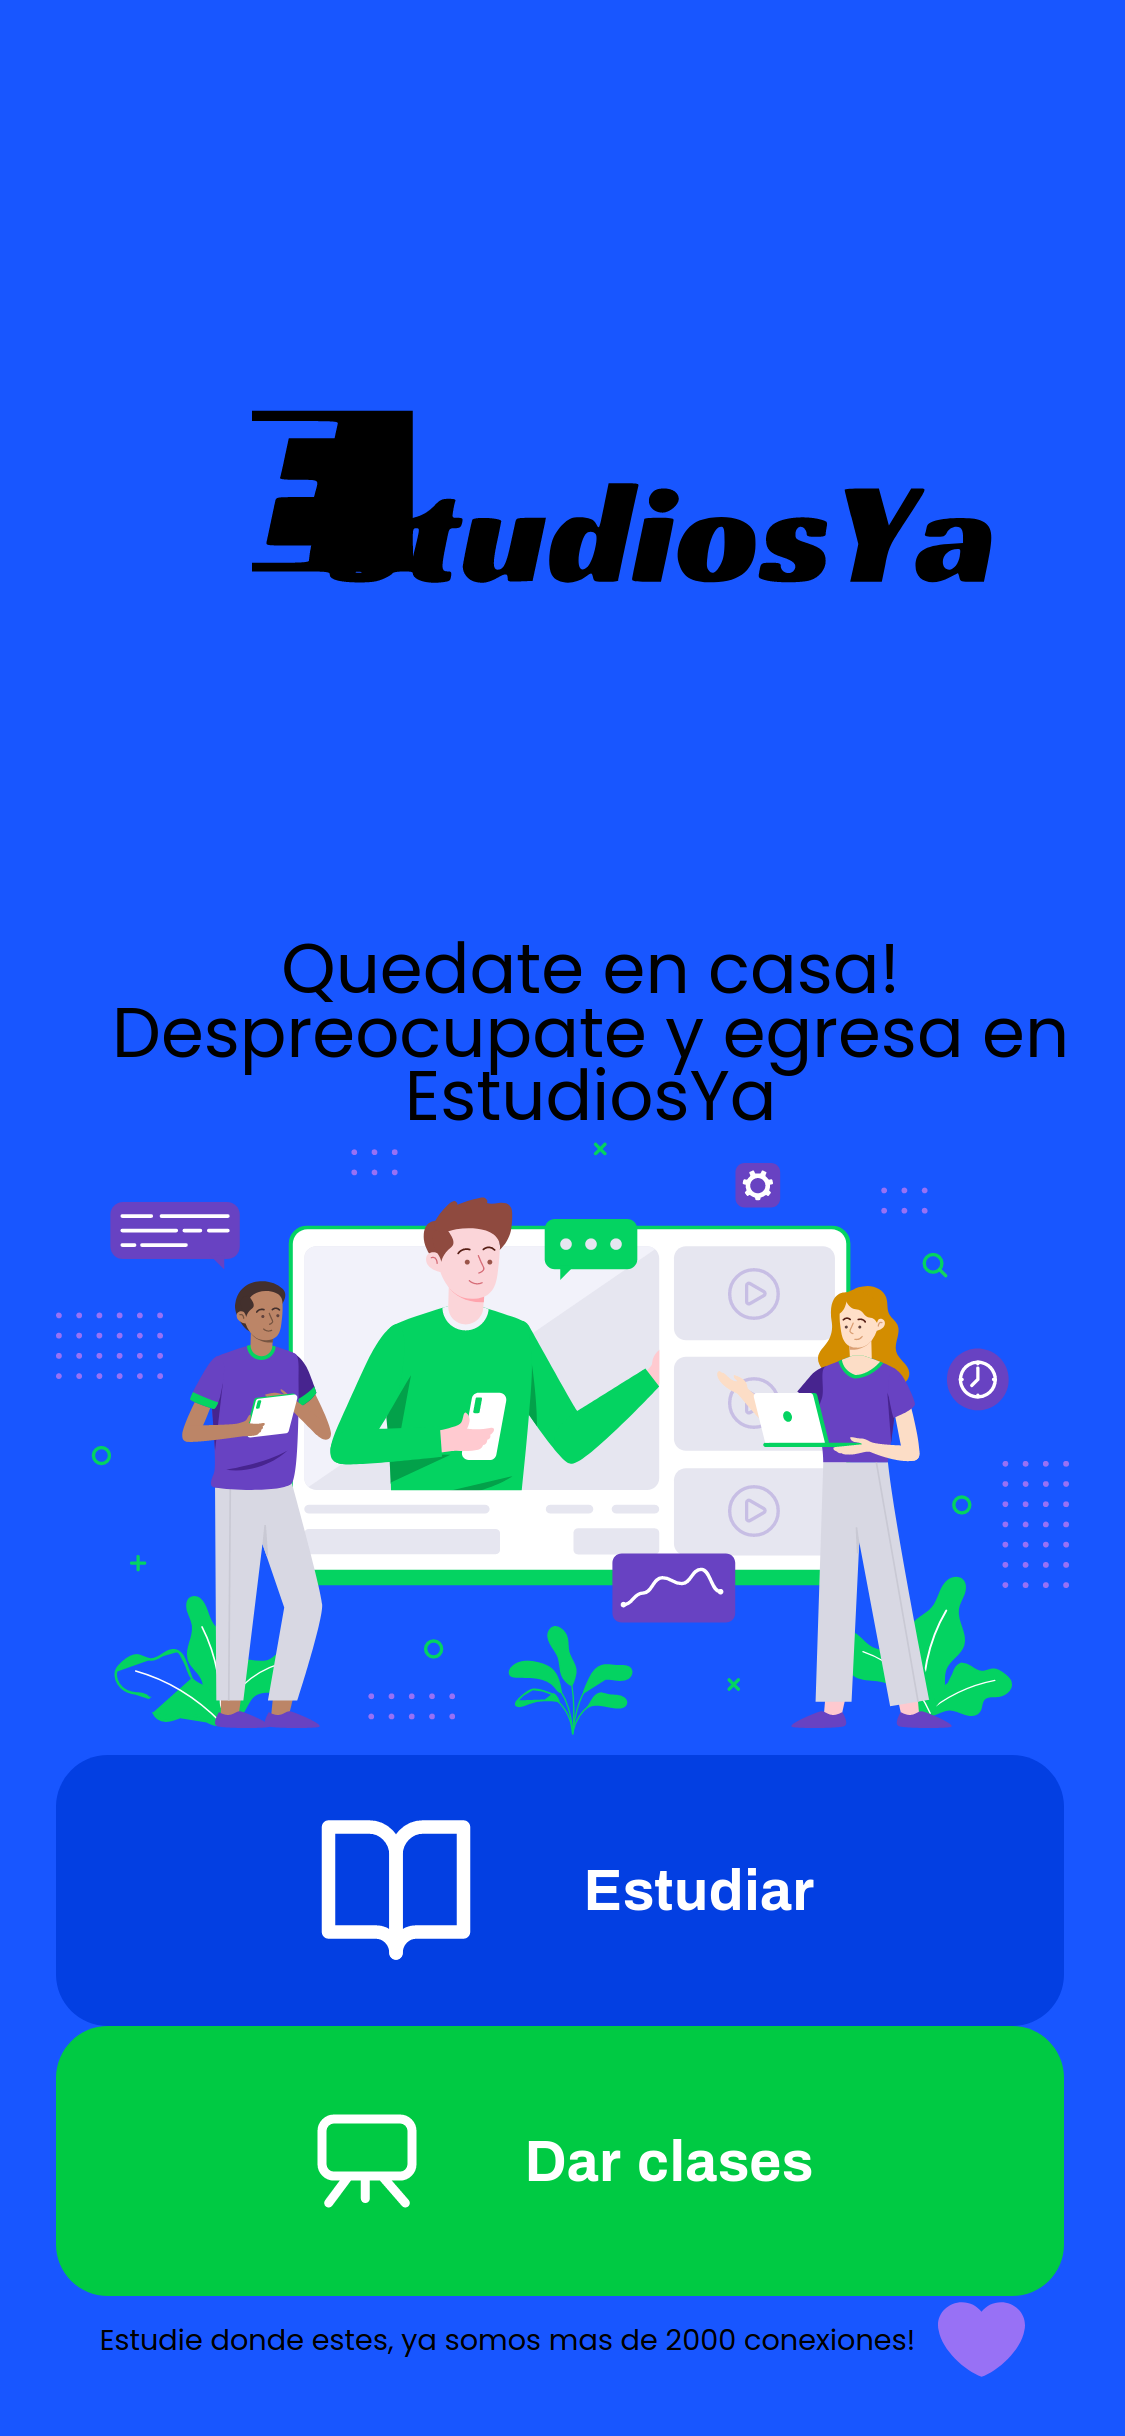 EstudiosYa
Quedate en casa!
Despreocupate y egresa en
EstudiosYa
Estudiar
Dar clases
Estudie donde estes, ya somos mas de 2000 conexiones!